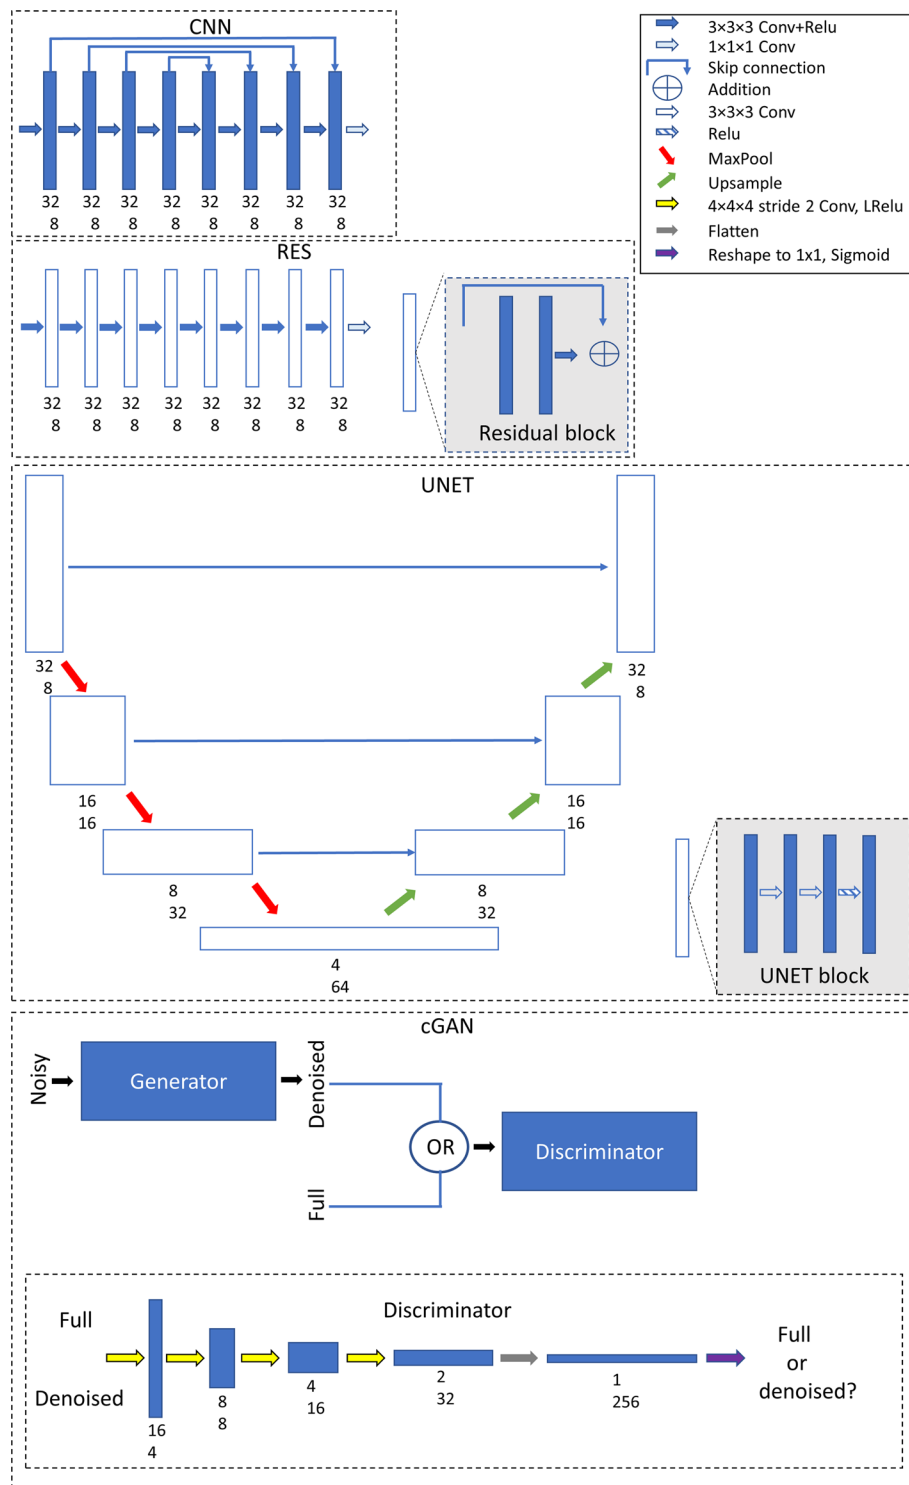 CNN
32 32 32 32 32 32 32 32
8 8 8 8 8 8 8 8
3×3×3 Conv+Relu
1×1×1 Conv
Skip connection
Addition
3×3×3 Conv
Relu
MaxPool
Upsample
4×4×4 stride 2 Conv, LRelu
Flatten
Reshape to 1x1, Sigmoid
RES
32 32 32 32 32 32 32 32
8 8 8 8 8 8 8 8
Residual block
UNET
32 32
8 8
16 16
16 16
8 8
32 32
4
64
UNET block
cGAN
Noisy
Generator
Denoised
OR
Discriminator
Full
Discriminator
Full
Denoised
16
4
8
8
4
16
2
32
1
256
Full
or
denoised?